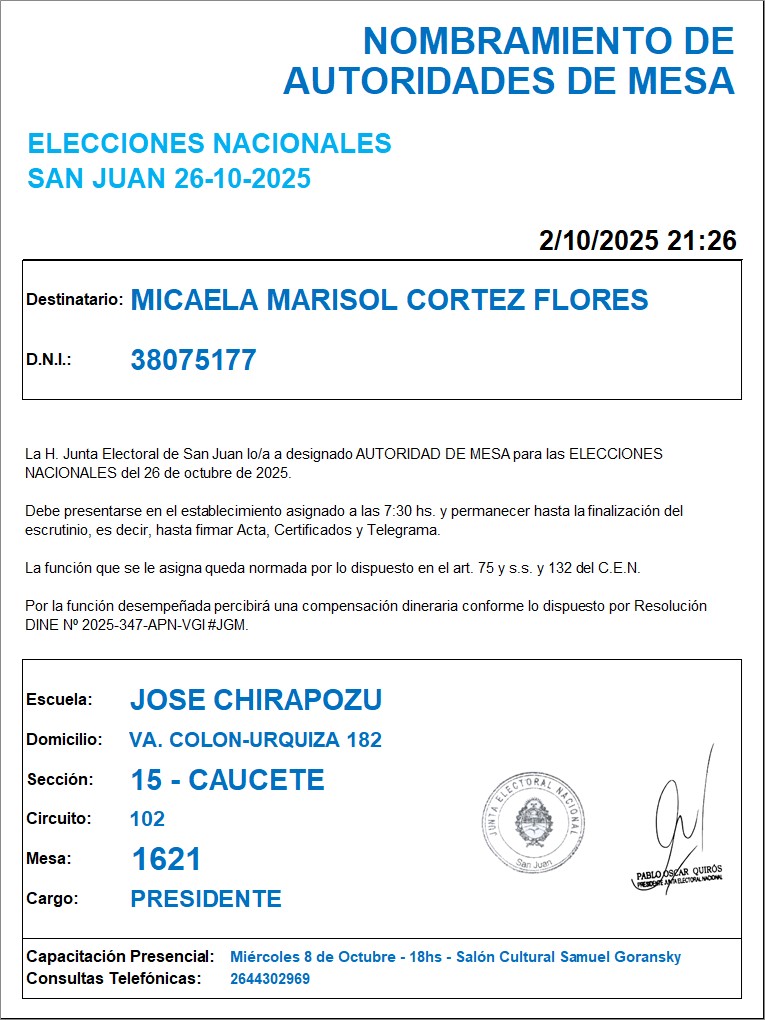 NOMBRAMIENTO DE
AUTORIDADES DE MESA
ELECCIONES NACIONALES
SAN JUAN 26-10-2025
2/10/2025 21:26
Destinatario: MICAELA MARISOL CORTEZ FLORES
D.N.I.: 38075177
La H. Junta Electoral de San Juan lo/a a designado AUTORIDAD DE MESA para las ELECCIONES
NACIONALES del 26 de octubre de 2025.
Debe presentarse en el establecimiento asignado a las 7:30 hs. y permanecer hasta la finalización del
escrutinio, es decir, hasta firmar Acta, Certificados y Telegrama.
La función que se le asigna queda normada por lo dispuesto en el art. 75 y s.s. y 132 del C.E.N.
Por la función desempeñada percibirá una compensación dineraria conforme lo dispuesto por Resolución
DINE Nº 2025-347-APN-VGI#JGM.
Escuela: JOSE CHIRAPOZU
Domicilio: VA. COLON-URQUIZA 182
Sección: 15 - CAUCETE
Circuito: 102
Mesa: 1621
Cargo: PRESIDENTE
JUNTA ELECTORAL NACIONAL
San Juan
PABLO OSCAR QUIRÓS
PRESIDENTE JUNTA ELECTORAL NACIONAL
Capacitación Presencial: Miércoles 8 de Octubre - 18hs - Salón Cultural Samuel Goransky
Consultas Telefónicas: 2644302969